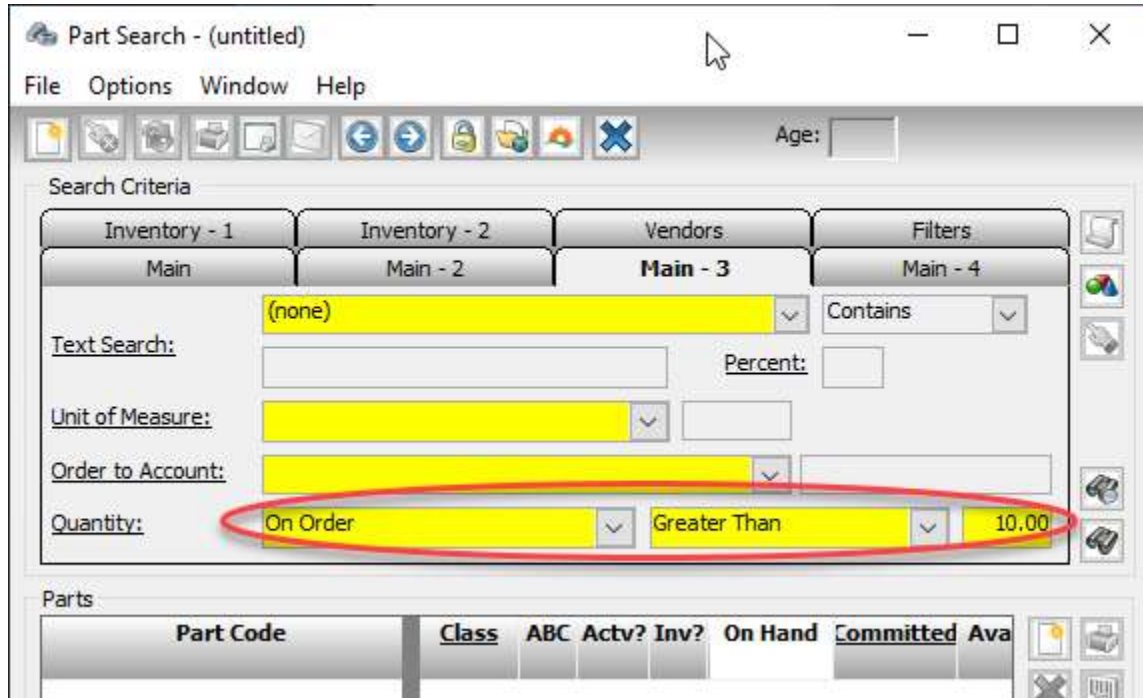 Part Search - (untitled)
File Options Window Help
Age:
Search Criteria
Inventory - 1 Inventory - 2 Vendors Filters
Main Main - 2 Main - 3 Main - 4
(none) Contains
Text Search:
Percent:
Unit of Measure:
Order to Account:
Quantity: On Order Greater Than 10.00
Parts
Part Code Class ABC Actv? Inv? On Hand Committed Ava